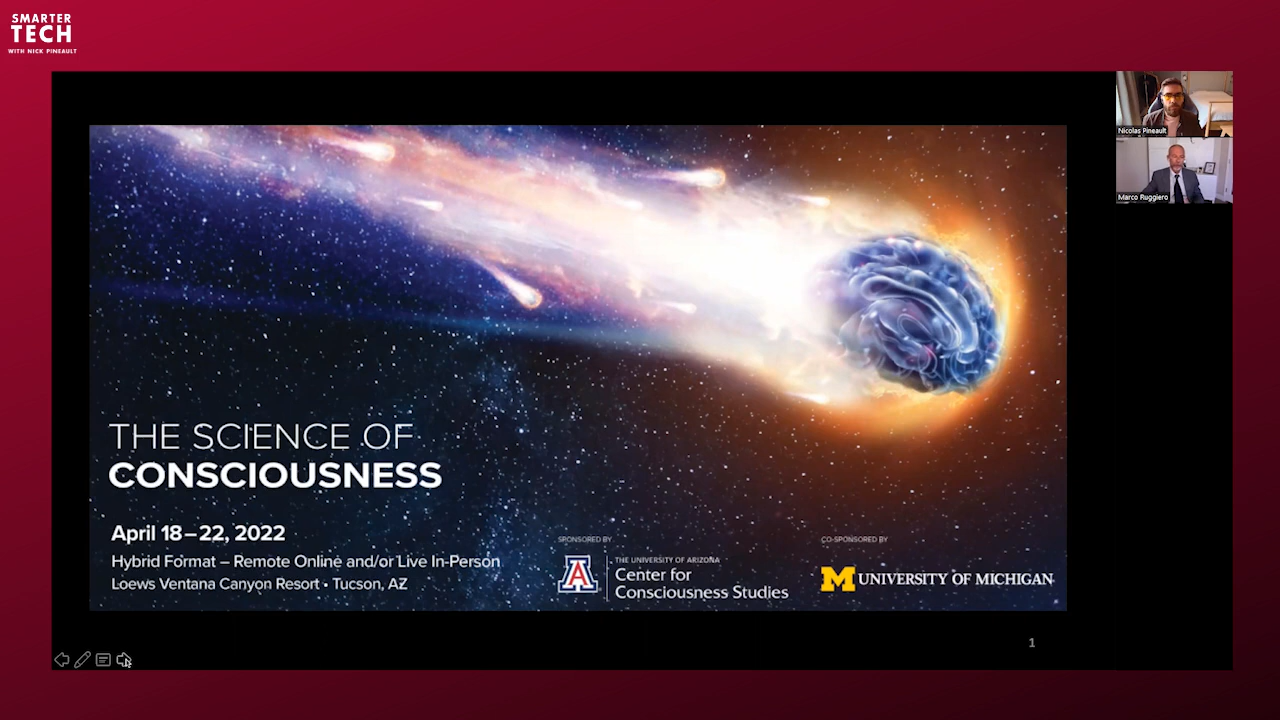 SMARTER
TECH
WITH NICK PINEAULT
Nicolas Pineault
Marco Ruggiero
THE SCIENCE OF
CONSCIOUSNESS
April 18–22, 2022
Hybrid Format – Remote Online and/or Live In-Person
Loews Ventana Canyon Resort • Tucson, AZ
SPONSORED BY
A
THE UNIVERSITY OF ARIZONA
Center for
Consciousness Studies
CO-SPONSORED BY
M UNIVERSITY OF MICHIGAN
1